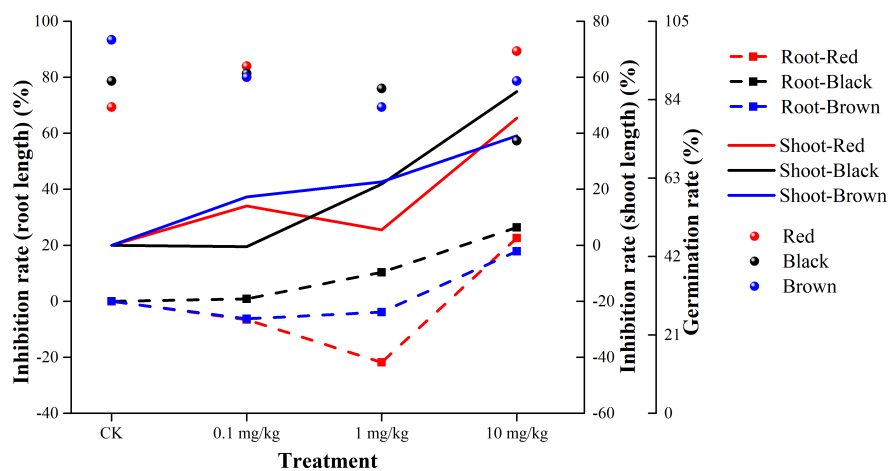 Inhibition rate (root length) (%)
100
80
60
40
20
0
-20
-40
CK
0.1 mg/kg
1 mg/kg
10 mg/kg
Treatment
Inhibition rate (shoot length) (%)
80
60
40
20
0
-20
-40
-60
Germination rate (%)
105
84
63
42
21
0
Root-Red
Root-Black
Root-Brown
Shoot-Red
Shoot-Black
Shoot-Brown
Red
Black
Brown